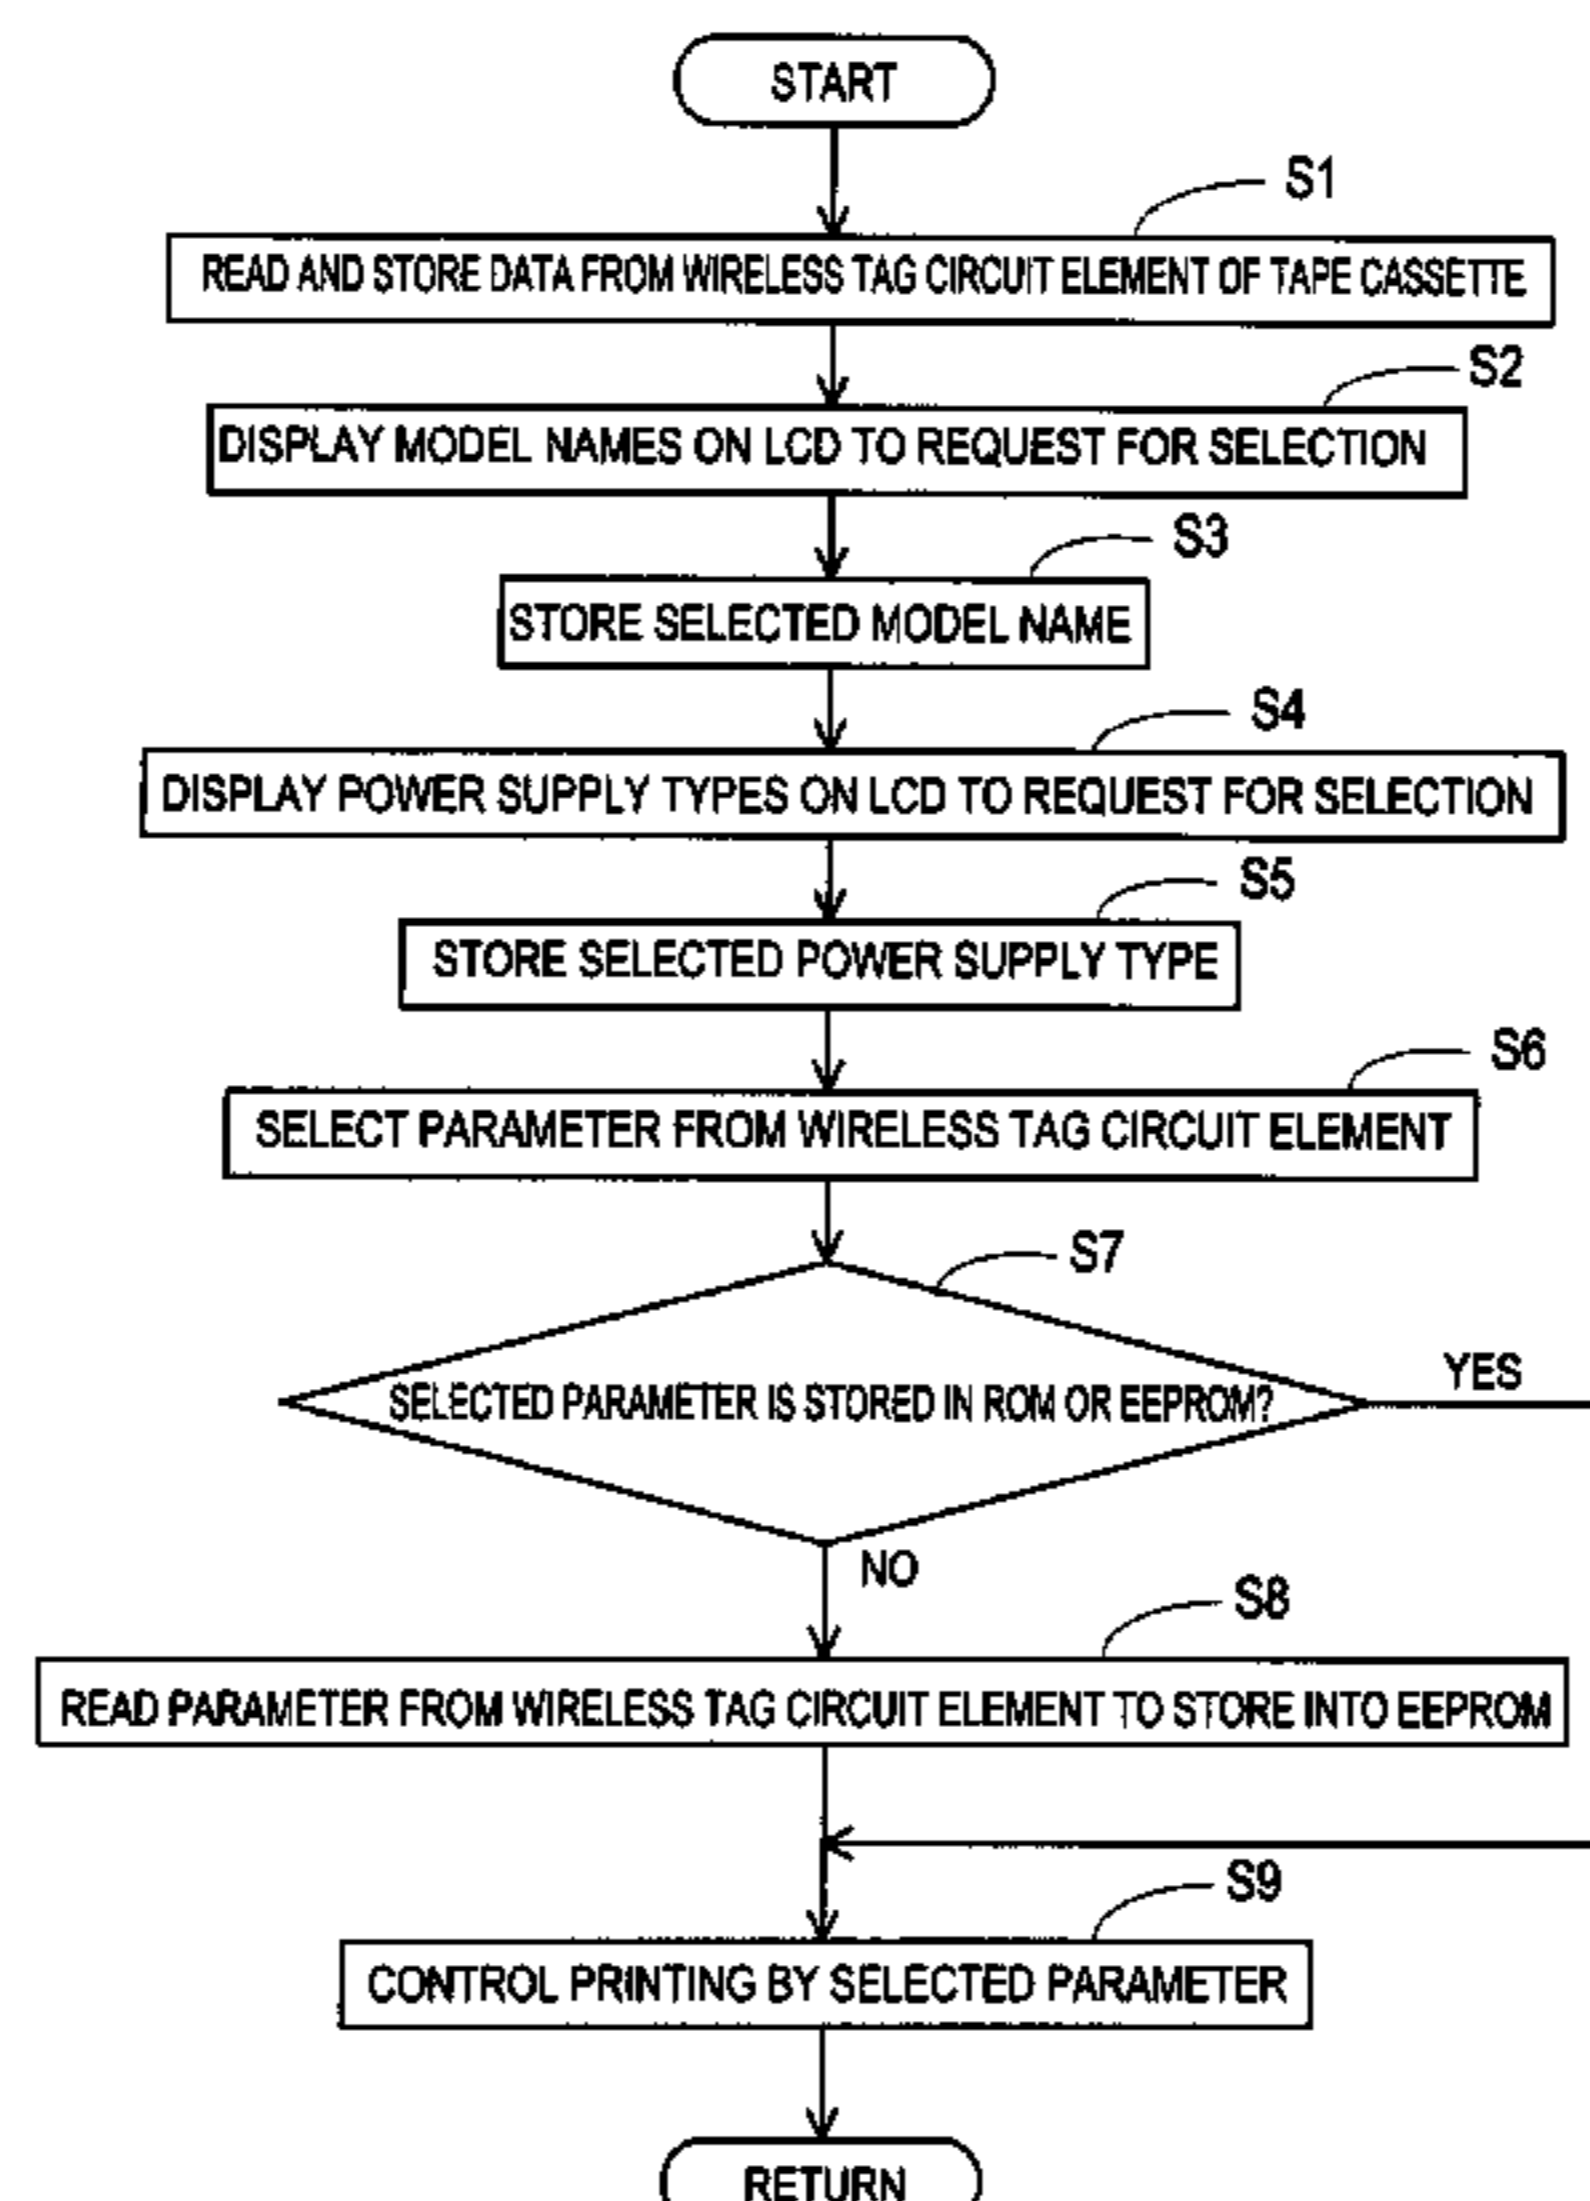 START
S1
READ AND STORE DATA FROM WIRELESS TAG CIRCUIT ELEMENT OF TAPE CASSETTE
S2
DISPLAY MODEL NAMES ON LCD TO REQUEST FOR SELECTION
S3
STORE SELECTED MODEL NAME
S4
DISPLAY POWER SUPPLY TYPES ON LCD TO REQUEST FOR SELECTION
S5
STORE SELECTED POWER SUPPLY TYPE
S6
SELECT PARAMETER FROM WIRELESS TAG CIRCUIT ELEMENT
S7
SELECTED PARAMETER IS STORED IN ROM OR EEPROM?
YES
NO
S8
READ PARAMETER FROM WIRELESS TAG CIRCUIT ELEMENT TO STORE INTO EEPROM
S9
CONTROL PRINTING BY SELECTED PARAMETER
RETURN